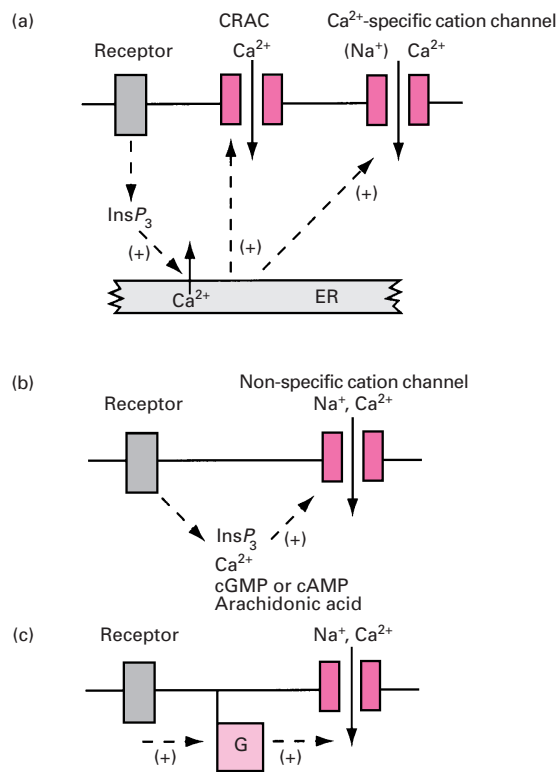 (a)
CRAC
Ca²⁺-specific cation channel
Receptor
Ca²⁺
(Na⁺)
Ca²⁺
InsP₃
(+)
(+)
(+)
Ca²⁺
ER
(b)
Non-specific cation channel
Receptor
Na⁺, Ca²⁺
InsP₃
(+)
Ca²⁺
cGMP or cAMP
Arachidonic acid
(c)
Receptor
Na⁺, Ca²⁺
G
(+)
(+)